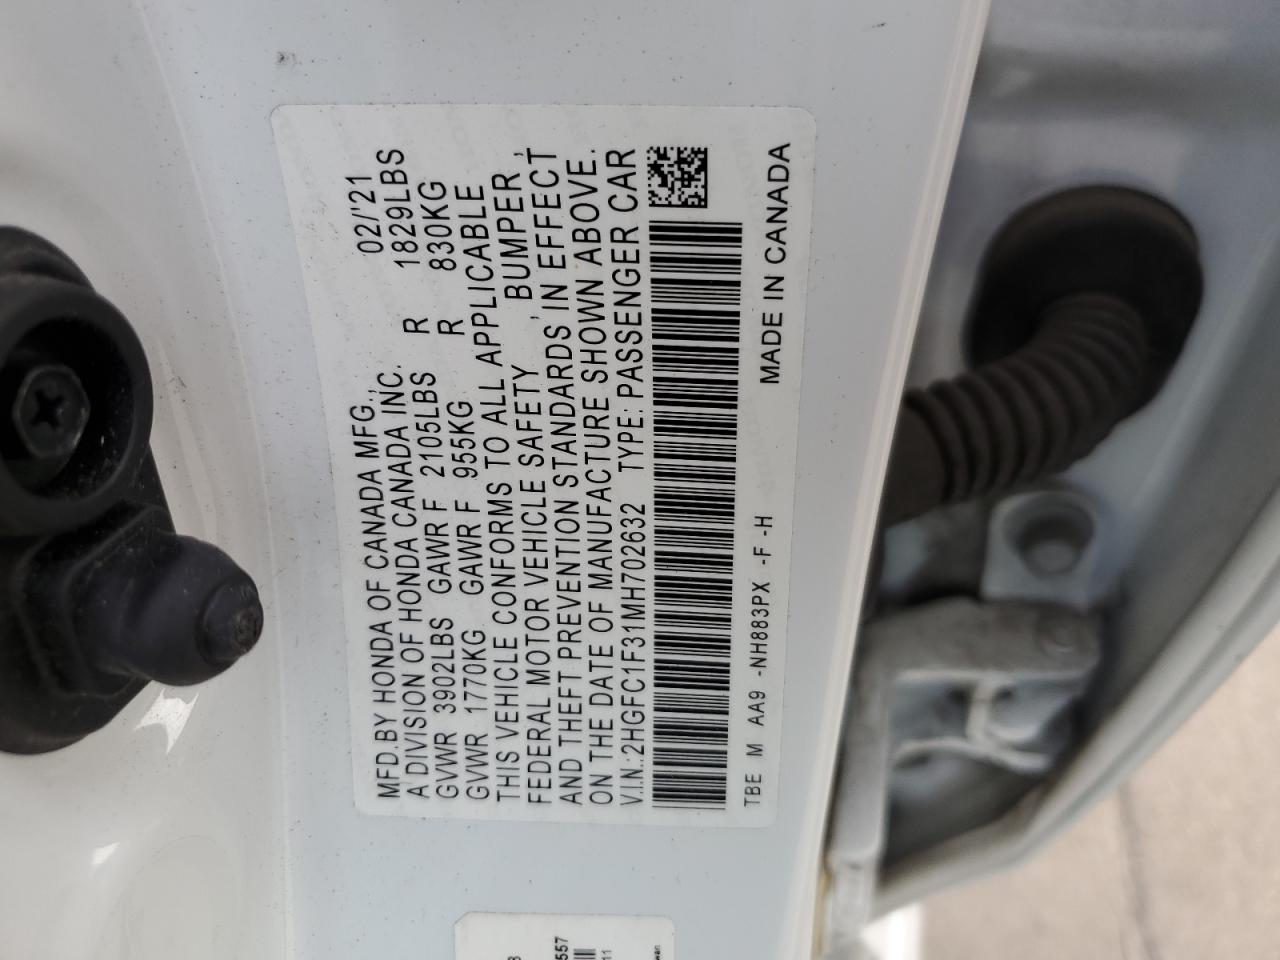 MFD.BY HONDA OF CANADA MFG., 02/'21
A DIVISION OF HONDA CANADA INC.
GVWR 3902LBS GAWR F 2105LBS R 1829LBS
GVWR 1770KG GAWR F 955KG R 830KG
THIS VEHICLE CONFORMS TO ALL APPLICABLE
FEDERAL MOTOR VEHICLE SAFETY , BUMPER ,
AND THEFT PREVENTION STANDARDS IN EFFECT
ON THE DATE OF MANUFACTURE SHOWN ABOVE.
V.I.N.:2HGFC1F31MH702632 TYPE: PASSENGER CAR
TBE M AA9 -NH883PX -F -H MADE IN CANADA
557
11